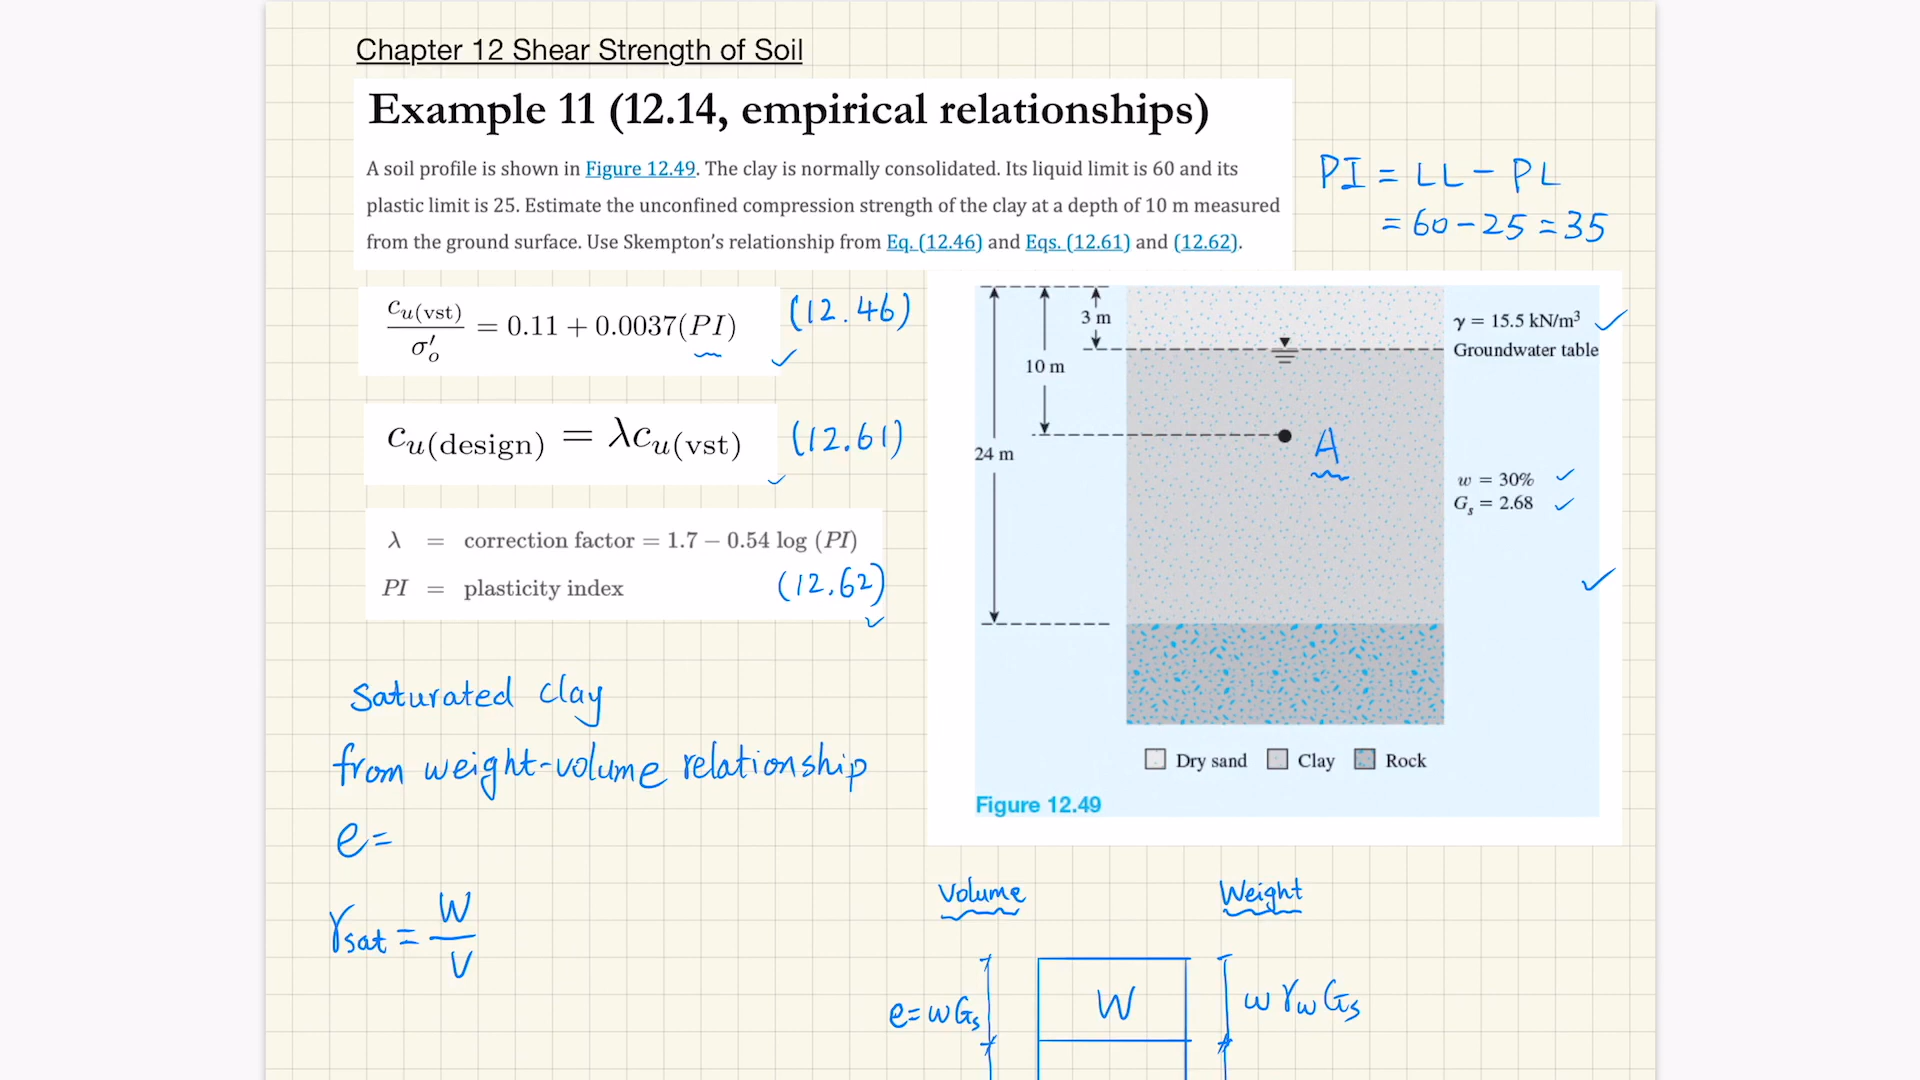 Chapter 12 Shear Strength of Soil
Example 11 (12.14, empirical relationships)
A soil profile is shown in Figure 12.49. The clay is normally consolidated. Its liquid limit is 60 and its
plastic limit is 25. Estimate the unconfined compression strength of the clay at a depth of 10 m measured
from the ground surface. Use Skempton's relationship from Eq. (12.46) and Eqs. (12.61) and (12.62).
PI = LL - PL
= 60 - 25 = 35
c_u(vst) / σ'_o = 0.11 + 0.0037(PI) (12.46)
c_u(design) = λc_u(vst) (12.61)
λ = correction factor = 1.7 − 0.54 log (PI)
PI = plasticity index (12.62)
Saturated clay
from weight-volume relationship
e =
γsat = W / V
3 m
10 m
24 m
A
γ = 15.5 kN/m³
Groundwater table
w = 30%
G_s = 2.68
Dry sand Clay Rock
Figure 12.49
Volume Weight
e = wGs W wγwGs